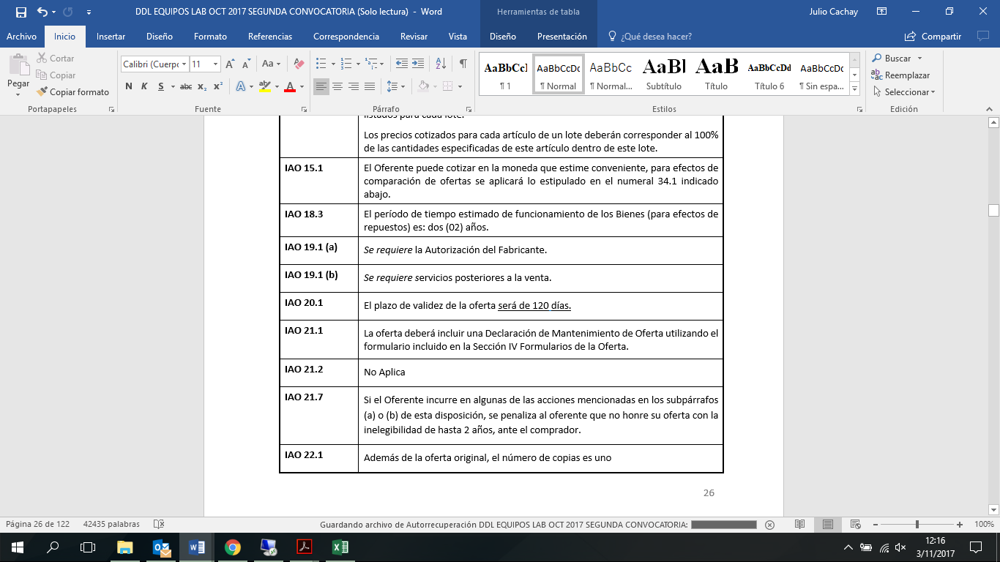 DDL EQUIPOS LAB OCT 2017 SEGUNDA CONVOCATORIA (Solo lectura) - Word
Herramientas de tabla
Julio Cachay
Archivo Inicio Insertar Diseño Formato Referencias Correspondencia Revisar Vista Diseño Presentación ¿Qué desea hacer? Compartir
Pegar
Cortar
Copiar
Copiar formato
Portapapeles
Calibri (Cuerpo 11
N K S abc x₂ x²
Fuente
Párrafo
AaBbCcI AaBbCcDc AaBbCc AaBl AaB AaBbCcDd AaBbCcDc
¶ 1 ¶ Normal ¶ Normal... Subtítulo Título Título 6 ¶ Sin espa...
Estilos
Buscar
Reemplazar
Seleccionar
Edición
listados para cada lote.
Los precios cotizados para cada artículo de un lote deberán corresponder al 100%
de las cantidades especificadas de este artículo dentro de este lote.
IAO 15.1 El Oferente puede cotizar en la moneda que estime conveniente, para efectos de
comparación de ofertas se aplicará lo estipulado en el numeral 34.1 indicado
abajo.
IAO 18.3 El período de tiempo estimado de funcionamiento de los Bienes (para efectos de
repuestos) es: dos (02) años.
IAO 19.1 (a) Se requiere la Autorización del Fabricante.
IAO 19.1 (b) Se requiere servicios posteriores a la venta.
IAO 20.1 El plazo de validez de la oferta será de 120 días.
IAO 21.1 La oferta deberá incluir una Declaración de Mantenimiento de Oferta utilizando el
formulario incluido en la Sección IV Formularios de la Oferta.
IAO 21.2 No Aplica
IAO 21.7 Si el Oferente incurre en algunas de las acciones mencionadas en los subpárrafos
(a) o (b) de esta disposición, se penaliza al oferente que no honre su oferta con la
inelegibilidad de hasta 2 años, ante el comprador.
IAO 22.1 Además de la oferta original, el número de copias es uno
26
Página 26 de 122 42435 palabras Guardando archivo de Autorrecuperación DDL EQUIPOS LAB OCT 2017 SEGUNDA CONVOCATORIA: 100%
12:16
3/11/2017